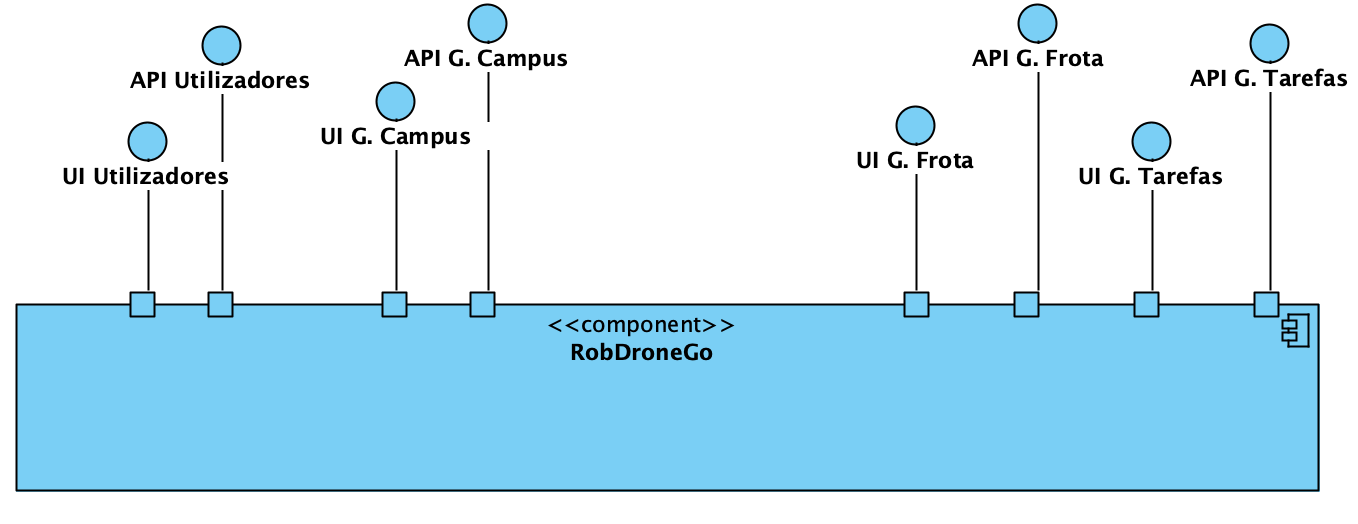 API G. Campus
API G. Frota
API Utilizadores
API G. Tarefas
UI G. Campus
UI G. Frota
UI Utilizadores
UI G. Tarefas
<<component>>
RobDroneGo